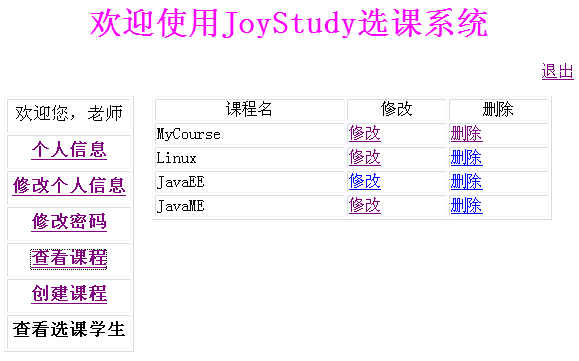 欢迎使用JoyStudy选课系统
退出
欢迎您，老师
个人信息
修改个人信息
修改密码
查看课程
创建课程
查看选课学生
课程名 修改 删除
MyCourse 修改 删除
Linux 修改 删除
JavaEE 修改 删除
JavaME 修改 删除